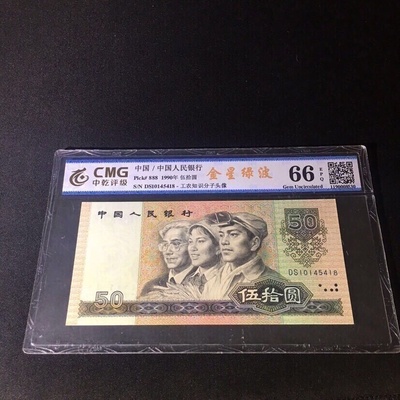 CMG
中乾评级
中国 / 中国人民银行
Pick# 888 1990年 伍拾圆
S/N DS10145418 - 工农知识分子头像
金星绿波
66 EPQ
Gem Uncirculated
中国人民银行
50
DS10145418
50
伍拾圆